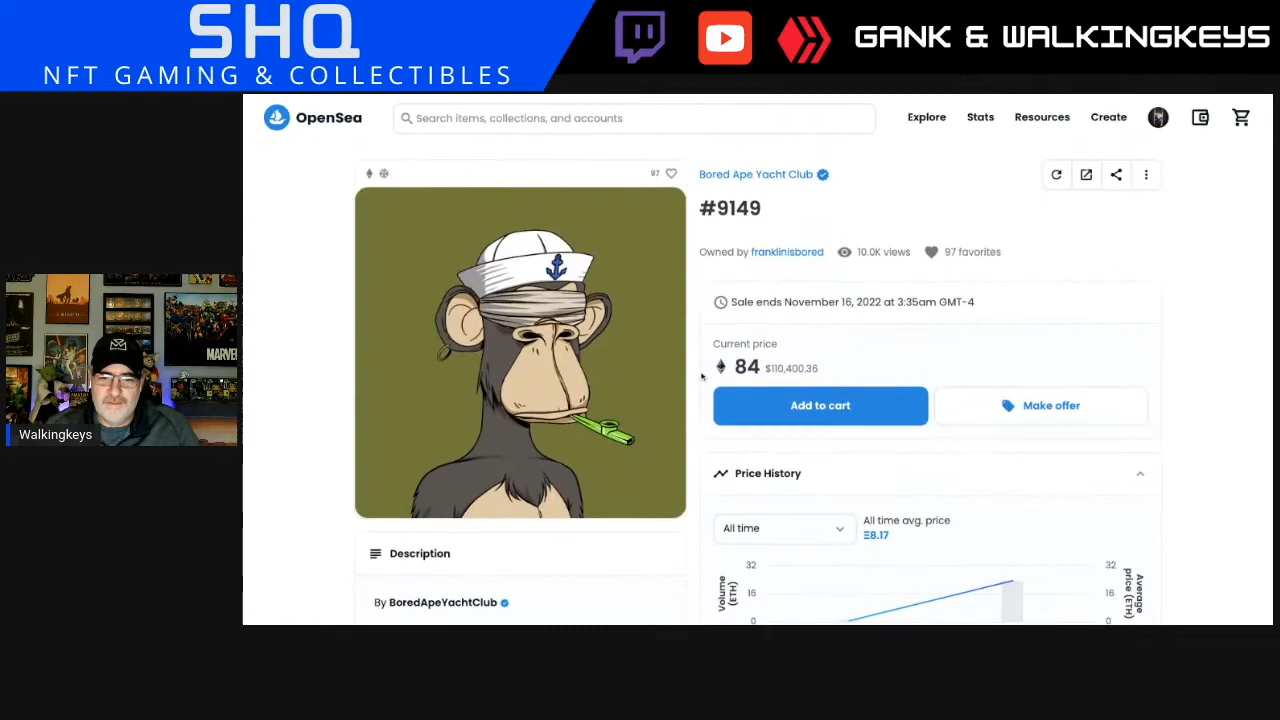 SHQ
NFT GAMING & COLLECTIBLES
GANK & WALKINGKEYS
OpenSea
Search items, collections, and accounts
Explore
Stats
Resources
Create
97
Bored Ape Yacht Club
#9149
Owned by franklinisbored
10.0K views
97 favorites
Sale ends November 16, 2022 at 3:35am GMT-4
Current price
84 $110,400.36
Add to cart
Make offer
Price History
All time
All time avg. price
Ξ8.17
Volume
(ETH)
32
16
0
32
16
0
Average
price (ETH)
Description
By BoredApeYachtClub
MARVEL
Walkingkeys